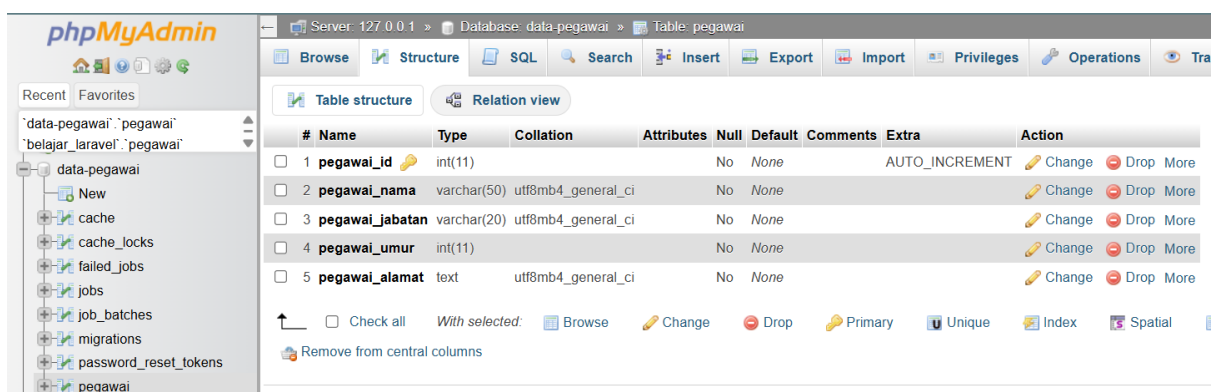 phpMyAdmin
Recent Favorites
`data-pegawai`.`pegawai`
`belajar_laravel`.`pegawai`
data-pegawai
New
cache
cache_locks
failed_jobs
jobs
job_batches
migrations
password_reset_tokens
pegawai
Server: 127.0.0.1 » Database: data-pegawai » Table: pegawai
Browse Structure SQL Search Insert Export Import Privileges Operations Tra
Table structure Relation view
# Name Type Collation Attributes Null Default Comments Extra Action
1 pegawai_id int(11) No None AUTO_INCREMENT Change Drop More
2 pegawai_nama varchar(50) utf8mb4_general_ci No None Change Drop More
3 pegawai_jabatan varchar(20) utf8mb4_general_ci No None Change Drop More
4 pegawai_umur int(11) No None Change Drop More
5 pegawai_alamat text utf8mb4_general_ci No None Change Drop More
Check all With selected: Browse Change Drop Primary Unique Index Spatial
Remove from central columns